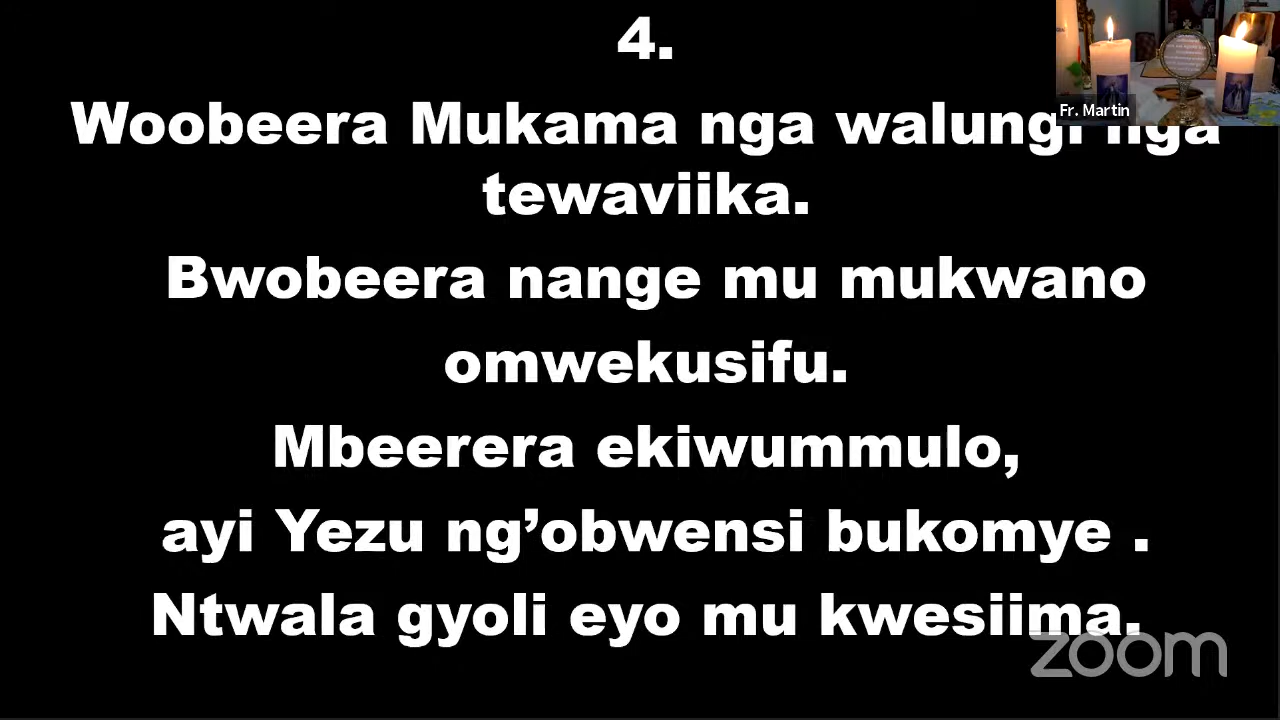 4.
Woobeera Mukama nga walungi nga
tewaviika.
Bwobeera nange mu mukwano
omwekusifu.
Mbeerera ekiwummulo,
ayi Yezu ng’obwensi bukomye .
Ntwala gyoli eyo mu kwesiima.
Fr. Martin
zoom